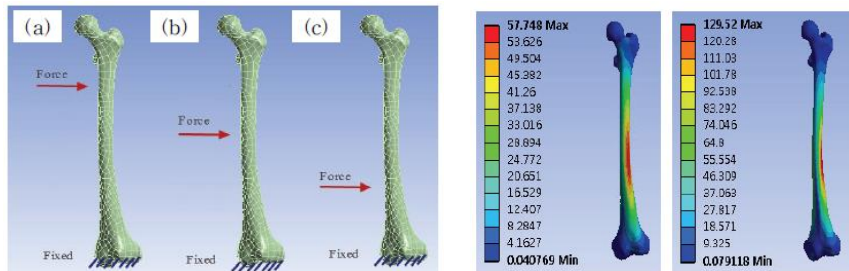 (a)
Force
Fixed
(b)
Force
Fixed
(c)
Force
Fixed
57.748 Max
53.626
49.504
45.382
41.26
37.138
33.016
28.894
24.772
20.651
16.529
12.407
8.2847
4.1627
0.040769 Min
129.52 Max
120.28
111.03
101.78
92.538
83.292
74.046
64.8
55.554
46.309
37.063
27.817
18.571
9.325
0.079118 Min